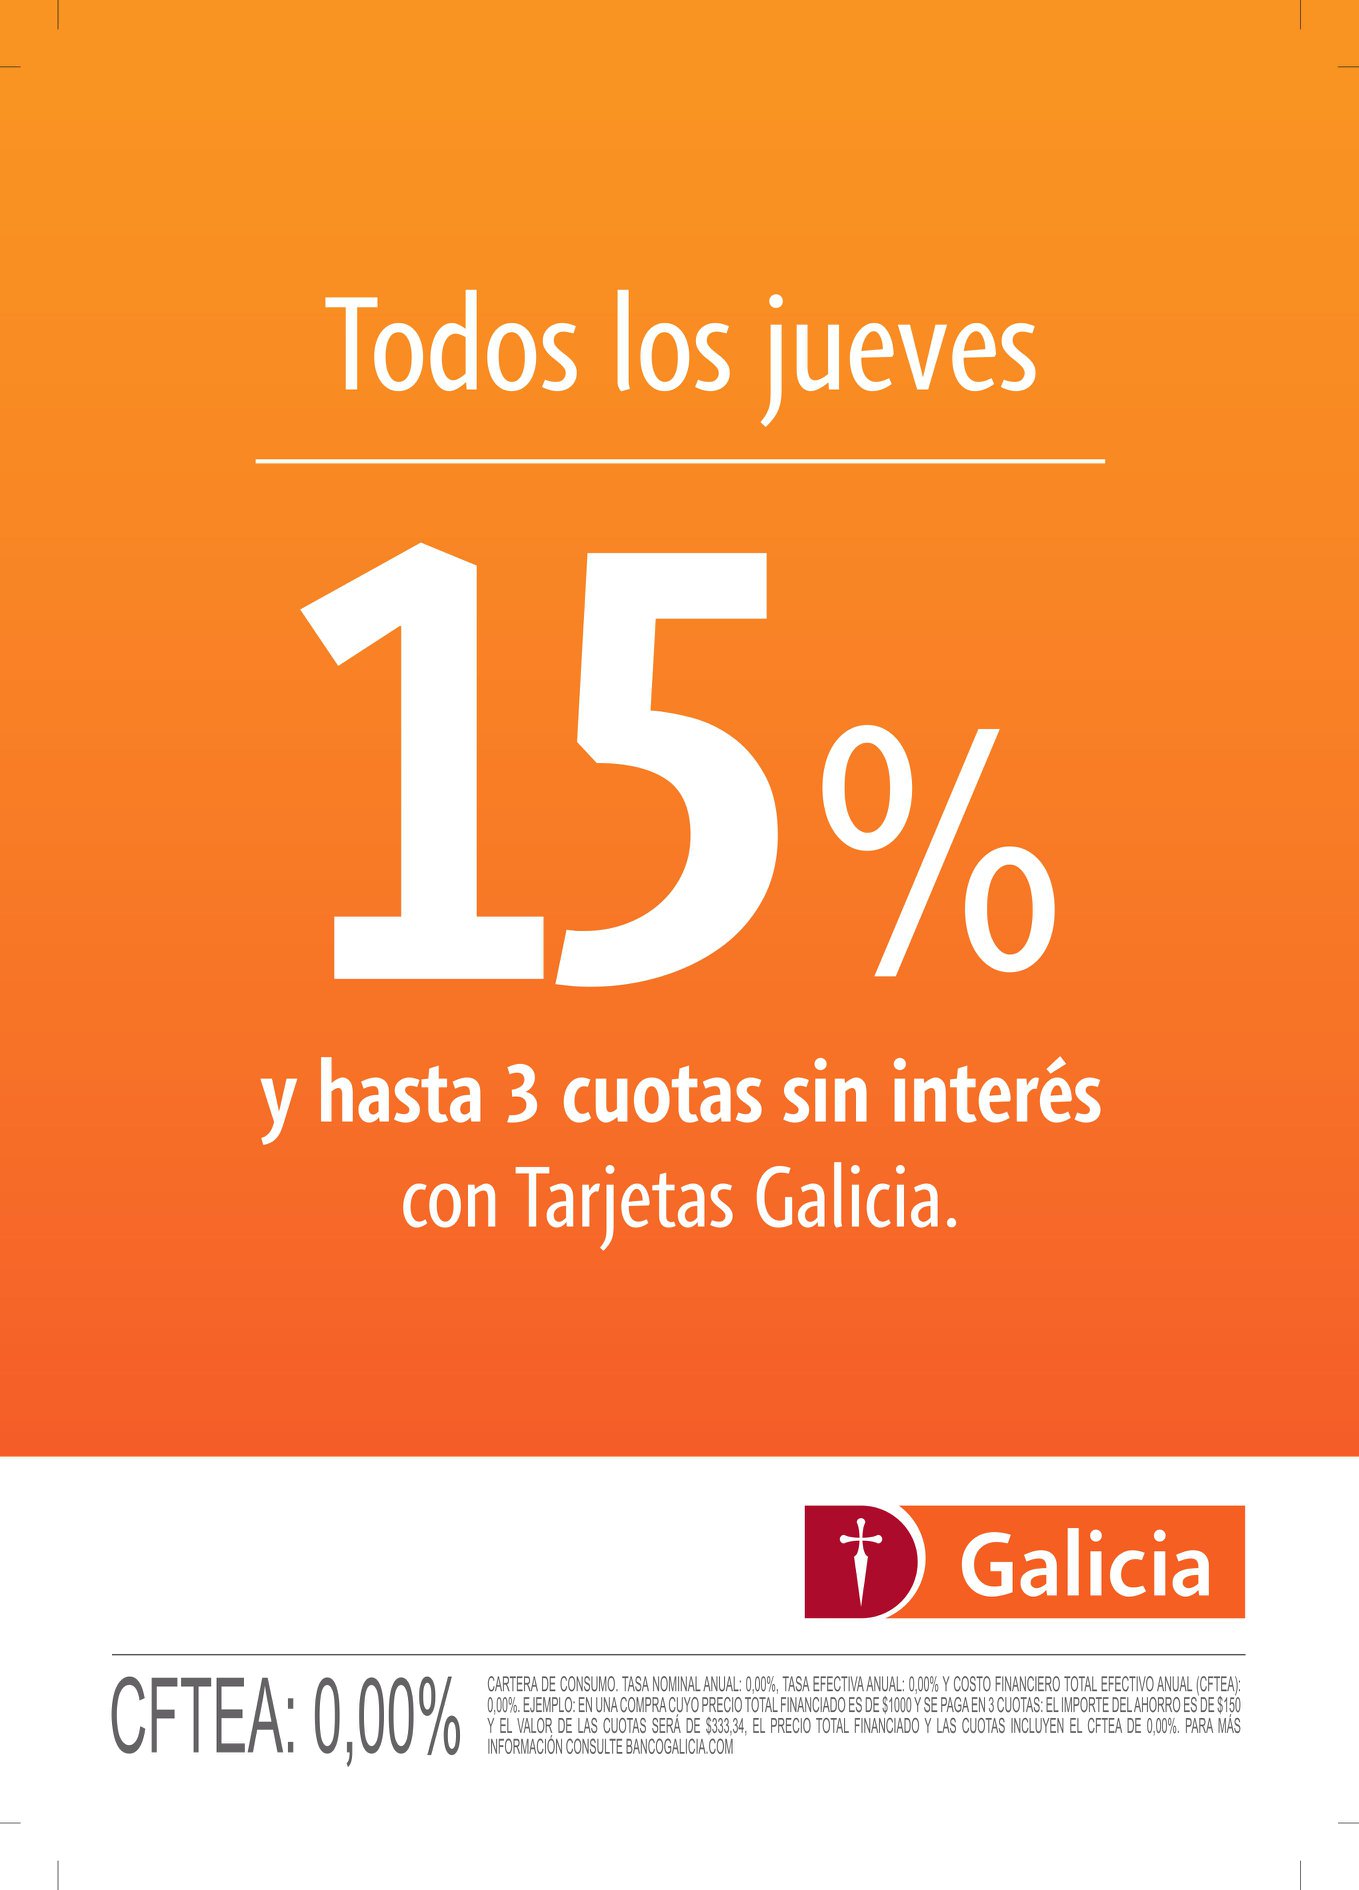 Todos los jueves
15%
y hasta 3 cuotas sin interés
con Tarjetas Galicia.
Galicia
CFTEA: 0,00%
CARTERA DE CONSUMO. TASA NOMINAL ANUAL: 0,00%, TASA EFECTIVA ANUAL: 0,00% Y COSTO FINANCIERO TOTAL EFECTIVO ANUAL (CFTEA):
0,00%. EJEMPLO: EN UNA COMPRA CUYO PRECIO TOTAL FINANCIADO ES DE $1000 Y SE PAGA EN 3 CUOTAS: EL IMPORTE DEL AHORRO ES DE $150
Y EL VALOR DE LAS CUOTAS SERÁ DE $333,34, EL PRECIO TOTAL FINANCIADO Y LAS CUOTAS INCLUYEN EL CFTEA DE 0,00%. PARA MÁS
INFORMACIÓN CONSULTE BANCOGALICIA.COM